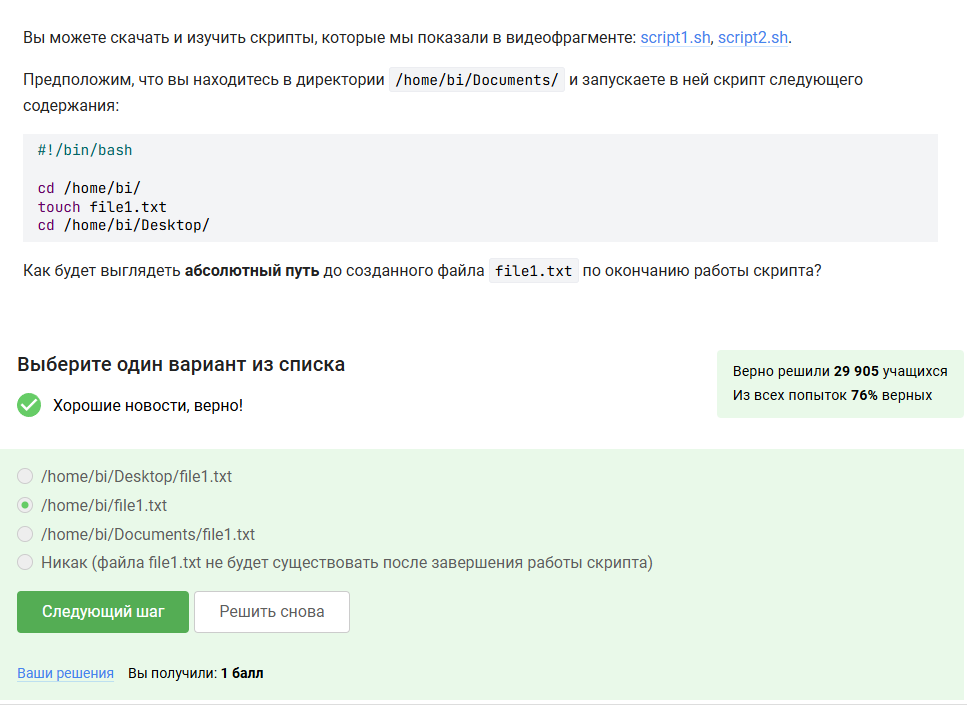 Вы можете скачать и изучить скрипты, которые мы показали в видеофрагменте: script1.sh, script2.sh.
Предположим, что вы находитесь в директории /home/bi/Documents/ и запускаете в ней скрипт следующего
содержания:
#!/bin/bash
cd /home/bi/
touch file1.txt
cd /home/bi/Desktop/
Как будет выглядеть абсолютный путь до созданного файла file1.txt по окончанию работы скрипта?
Выберите один вариант из списка
Хорошие новости, верно!
Верно решили 29 905 учащихся
Из всех попыток 76% верных
/home/bi/Desktop/file1.txt
/home/bi/file1.txt
/home/bi/Documents/file1.txt
Никак (файла file1.txt не будет существовать после завершения работы скрипта)
Следующий шаг
Решить снова
Ваши решения Вы получили: 1 балл